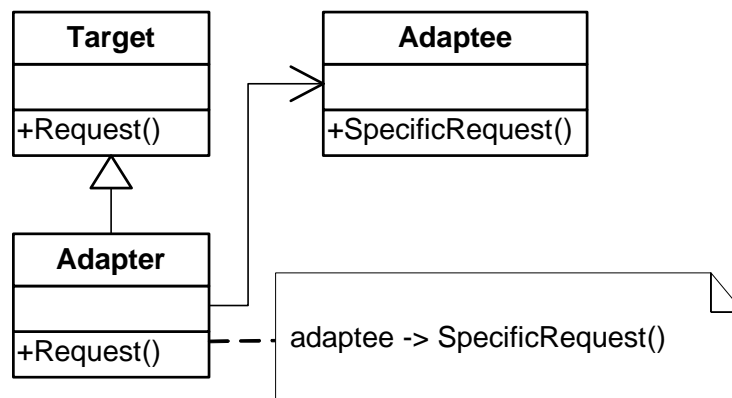 Target
+Request()
Adaptee
+SpecificRequest()
Adapter
+Request()
adaptee -> SpecificRequest()